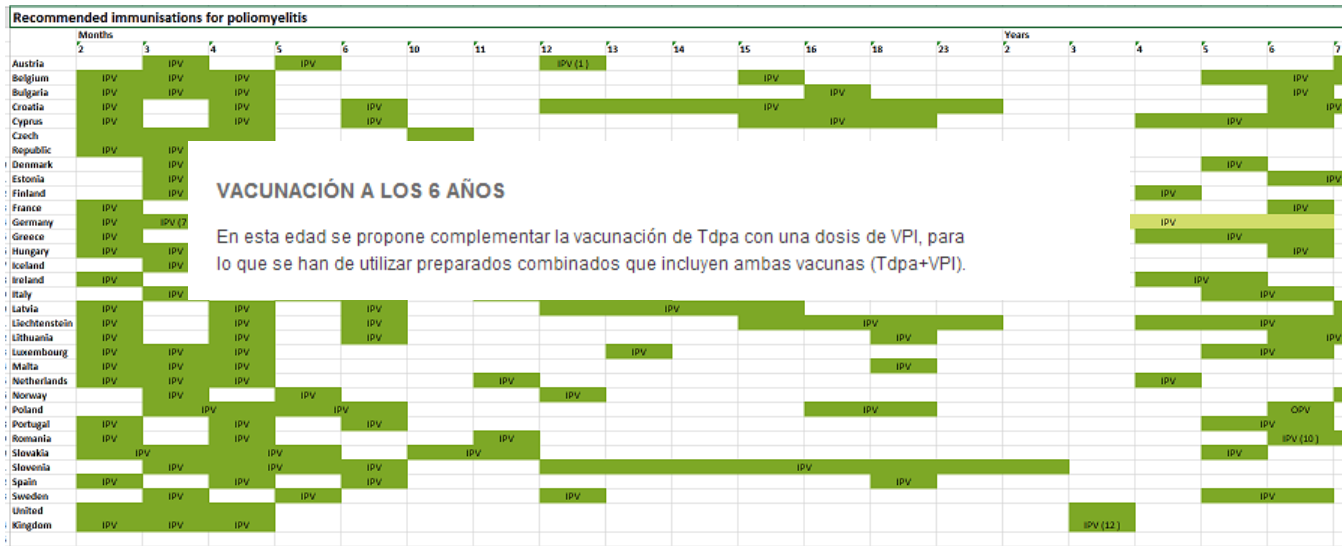 Recommended immunisations for poliomyelitis
Months Years
2 3 4 5 6 10 11 12 13 14 15 16 18 23 2 3 4 5 6 7
Austria IPV IPV IPV (1)
Belgium IPV IPV IPV IPV IPV
Bulgaria IPV IPV IPV IPV IPV
Croatia IPV IPV IPV IPV IPV
Cyprus IPV IPV IPV IPV IPV
Czech
Republic IPV IPV
Denmark IPV IPV
Estonia IPV IPV
Finland IPV IPV
France IPV IPV
Germany IPV IPV (7 IPV
Greece IPV IPV
Hungary IPV IPV IPV
Iceland IPV
Ireland IPV IPV
Italy IPV IPV
VACUNACIÓN A LOS 6 AÑOS
En esta edad se propone complementar la vacunación de Tdpa con una dosis de VPI, para
lo que se han de utilizar preparados combinados que incluyen ambas vacunas (Tdpa+VPI).
Latvia IPV IPV IPV IPV
Liechtenstein IPV IPV IPV IPV IPV
Lithuania IPV IPV IPV IPV IPV
Luxembourg IPV IPV IPV IPV IPV
Malta IPV IPV IPV IPV
Netherlands IPV IPV IPV IPV IPV
Norway IPV IPV IPV
Poland IPV IPV IPV OPV
Portugal IPV IPV IPV IPV
Romania IPV IPV IPV IPV (10)
Slovakia IPV IPV IPV IPV
Slovenia IPV IPV IPV IPV
Spain IPV IPV IPV IPV
Sweden IPV IPV IPV IPV
United
Kingdom IPV IPV IPV IPV (12)